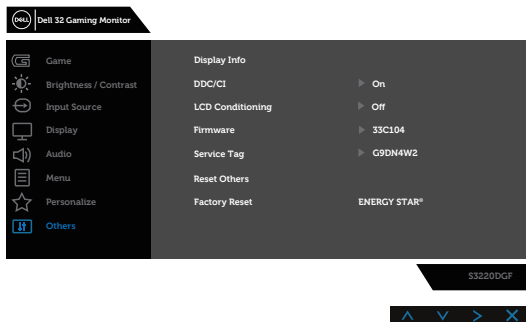 DELL Dell 32 Gaming Monitor
Game
Display Info
Brightness / Contrast DDC/CI On
Input Source LCD Conditioning Off
Display Firmware 33C104
Audio Service Tag G9DN4W2
Menu Reset Others
Personalize Factory Reset ENERGY STAR®
Others
S3220DGF